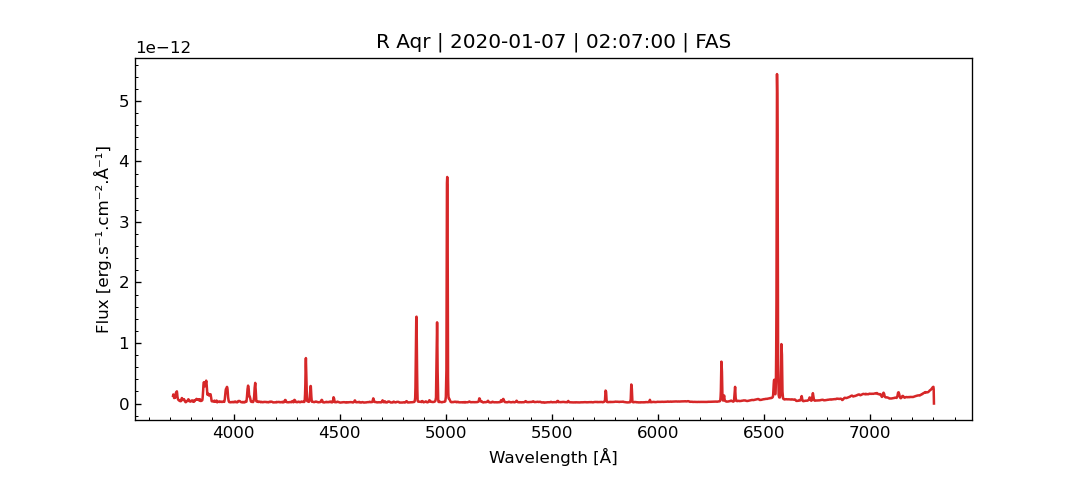 R Aqr | 2020-01-07 | 02:07:00 | FAS
1e−12
5
4
3
2
1
0
Flux [erg.s⁻¹.cm⁻².Å⁻¹]
4000 4500 5000 5500 6000 6500 7000
Wavelength [Å]